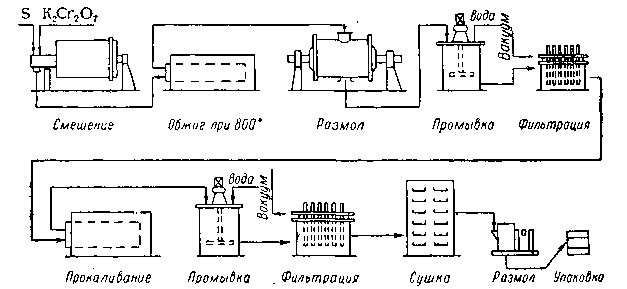 S K₂Cr₂O₇
вода
Вакуум
Смешение Обжиг при 800° Размол Промывка Фильтрация
вода
Вакуум
Прокаливание Промывка Фильтрация Сушка Размол Упаковка